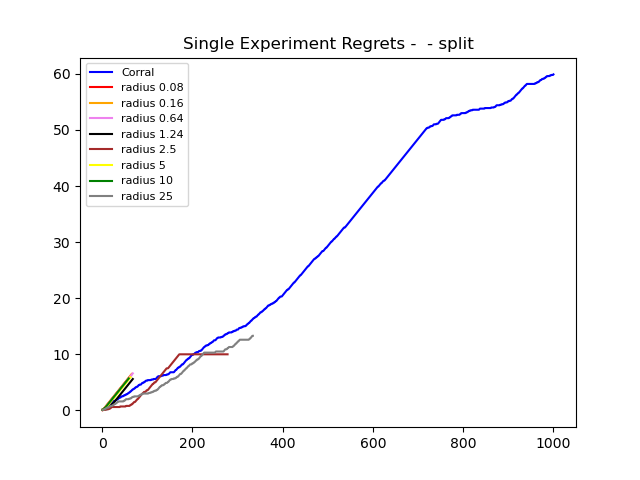 Single Experiment Regrets -  - split
Corral
radius 0.08
radius 0.16
radius 0.64
radius 1.24
radius 2.5
radius 5
radius 10
radius 25
60
50
40
30
20
10
0
0 200 400 600 800 1000